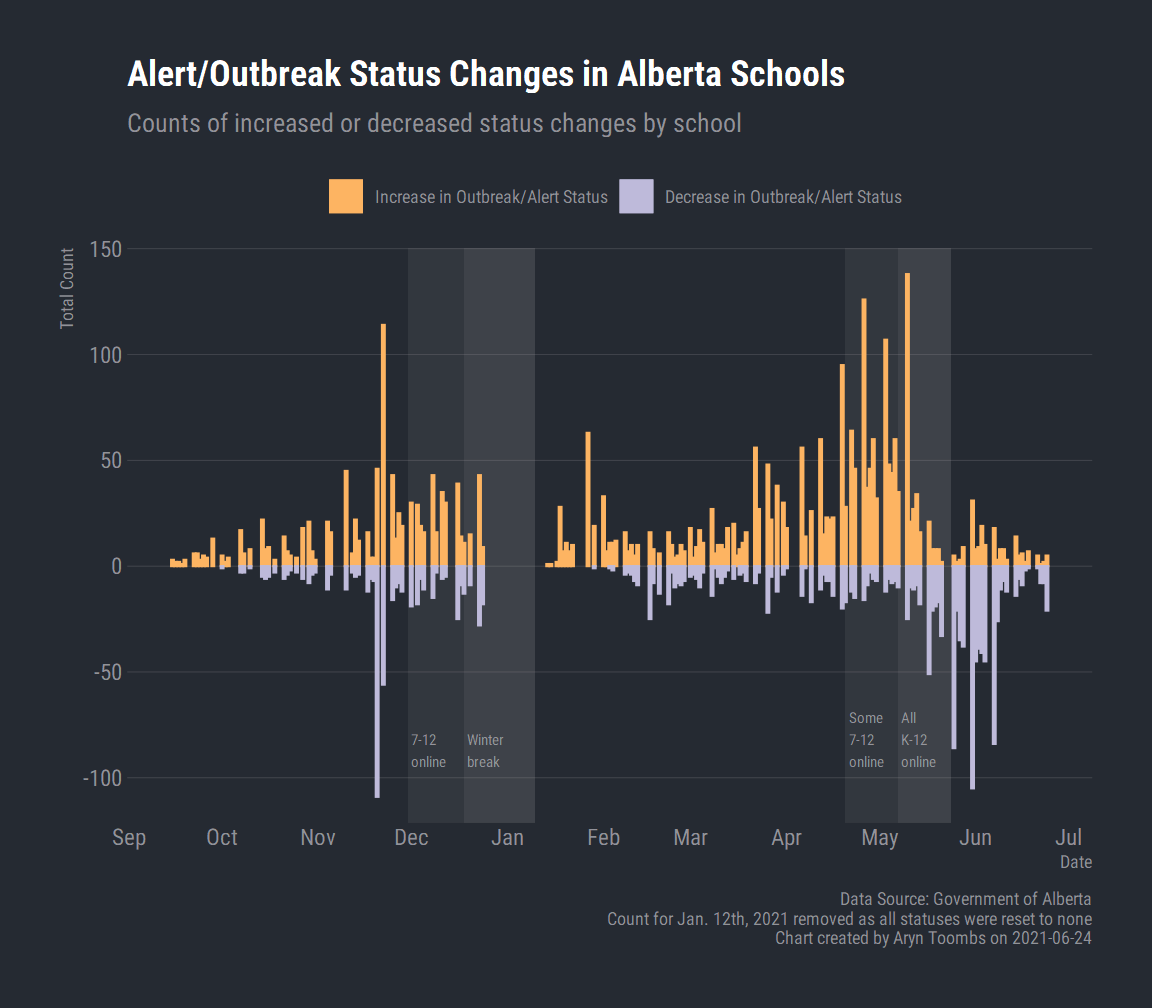 Alert/Outbreak Status Changes in Alberta Schools
Counts of increased or decreased status changes by school
Increase in Outbreak/Alert Status
Decrease in Outbreak/Alert Status
Total Count
150
100
50
0
-50
-100
7-12
online
Winter
break
Some
7-12
online
All
K-12
online
Sep
Oct
Nov
Dec
Jan
Feb
Mar
Apr
May
Jun
Jul
Date
Data Source: Government of Alberta
Count for Jan. 12th, 2021 removed as all statuses were reset to none
Chart created by Aryn Toombs on 2021-06-24